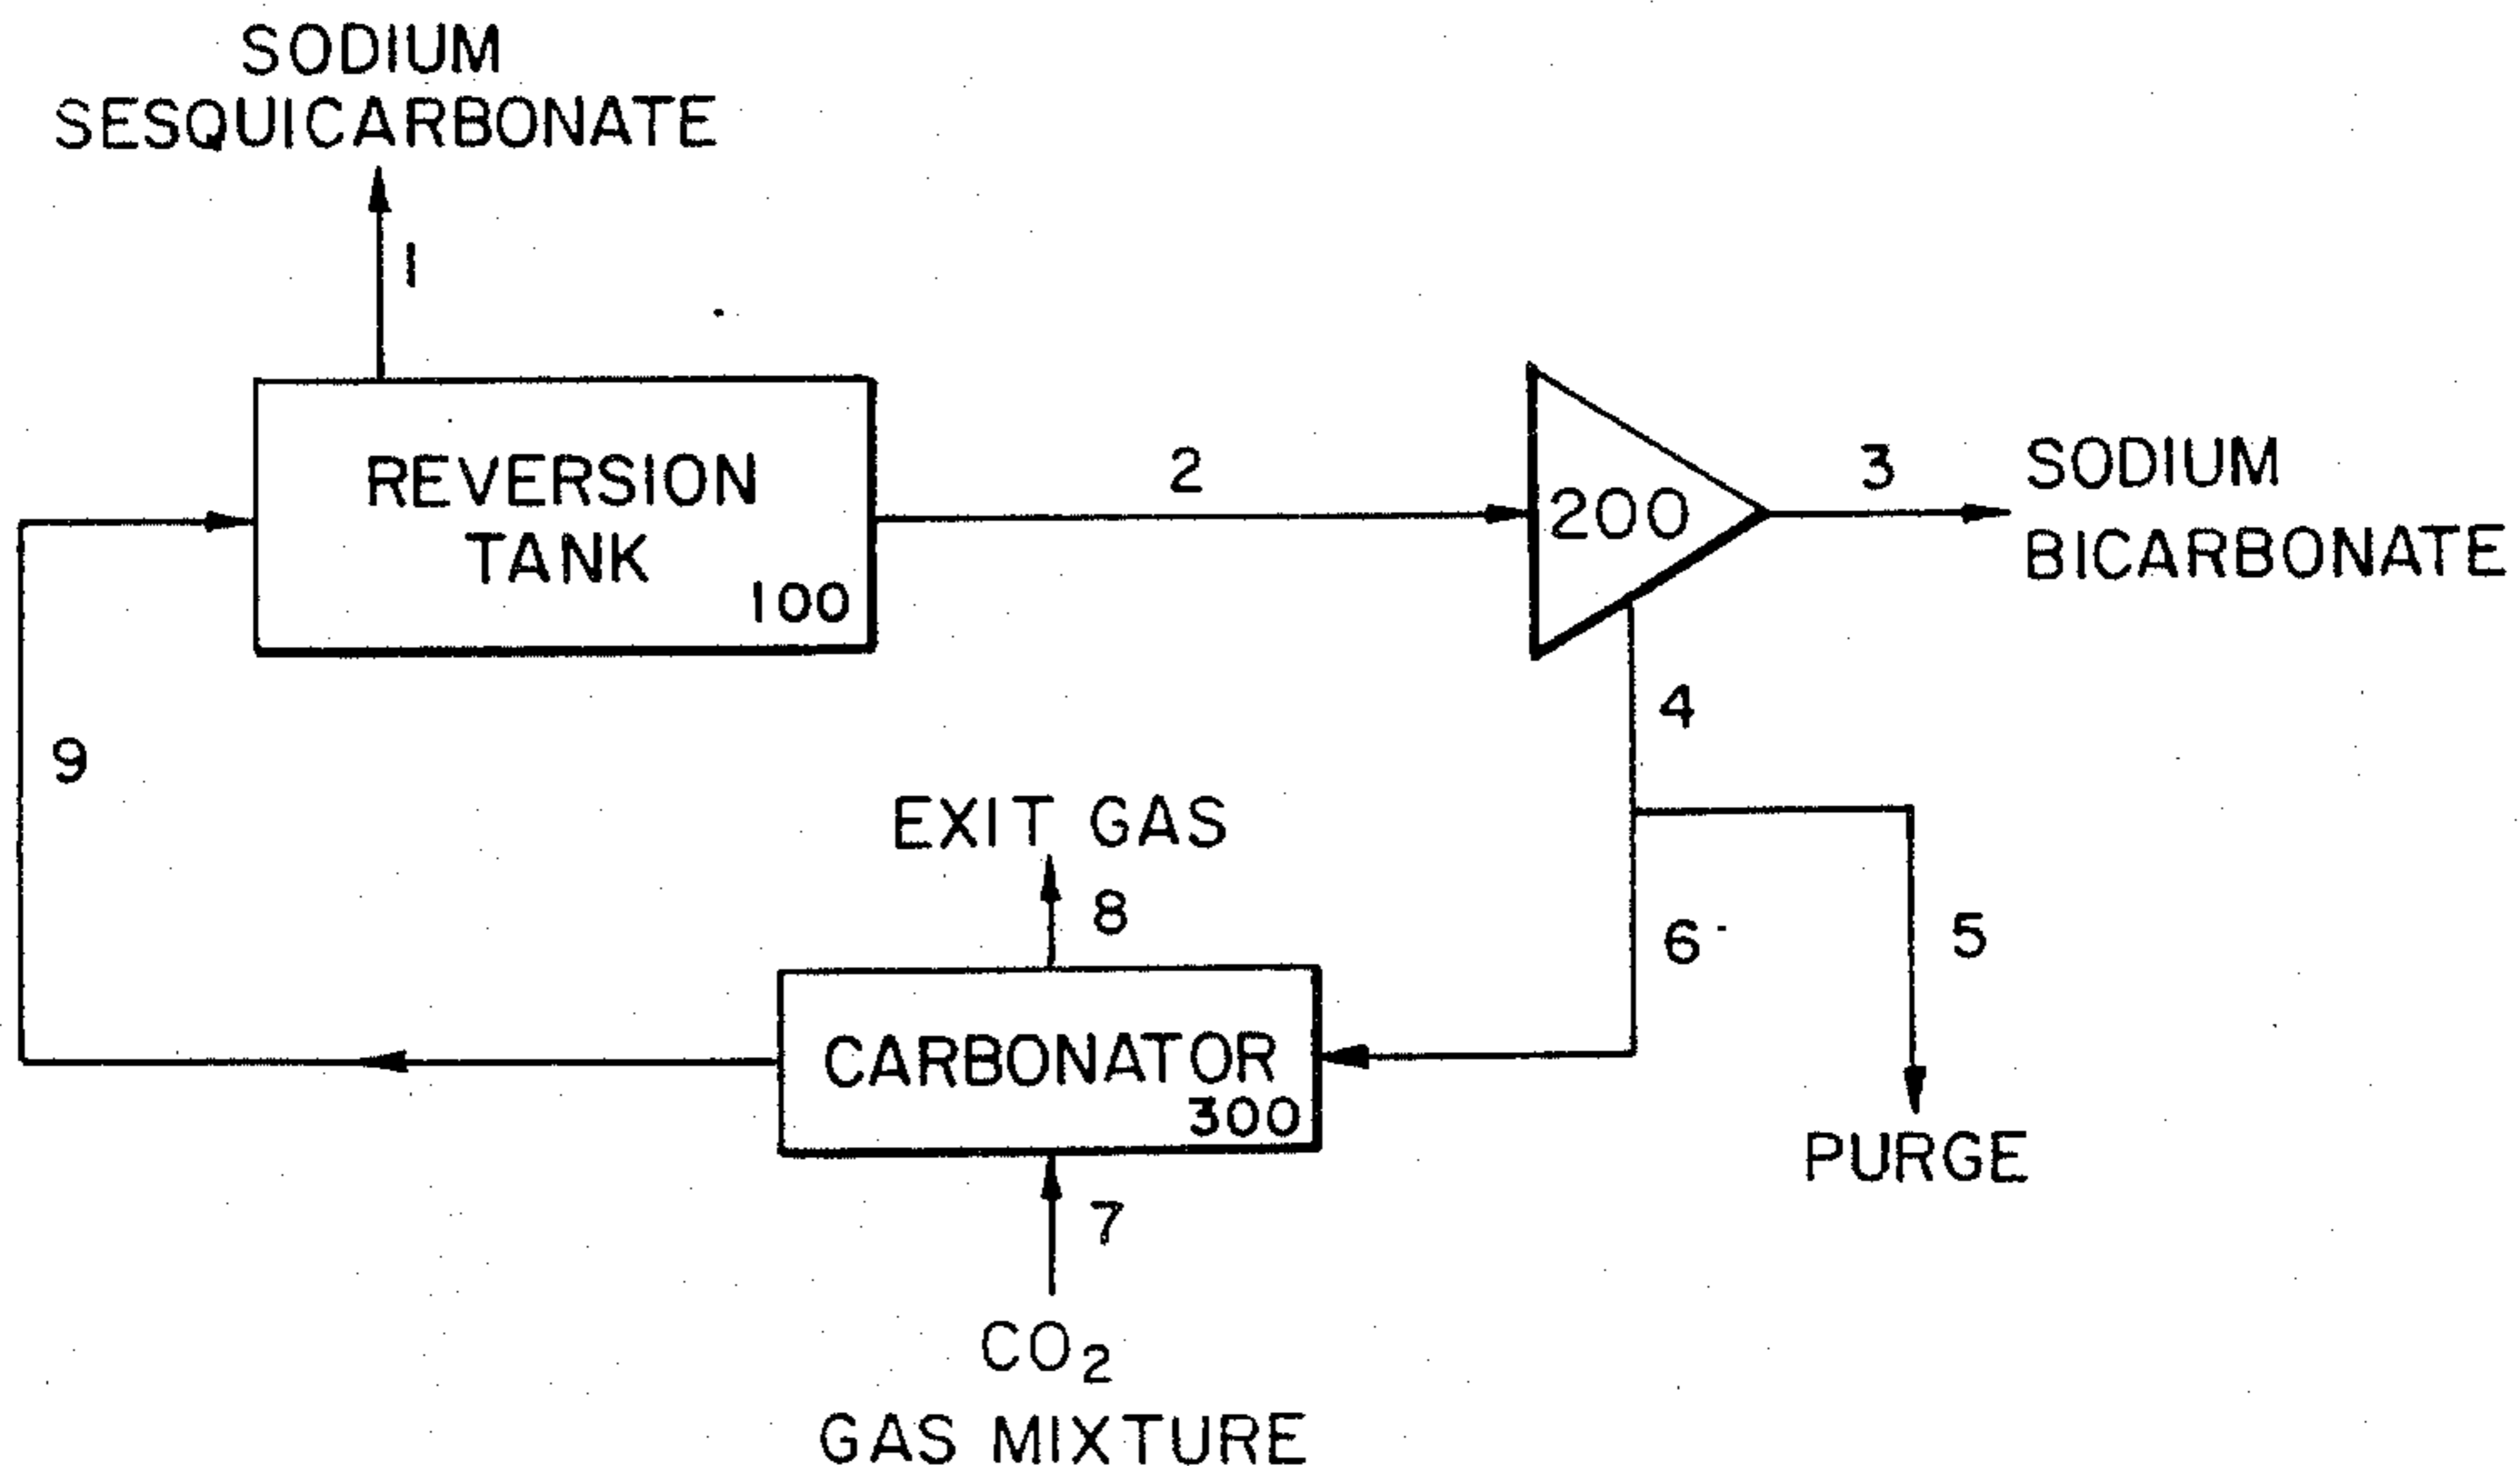 SODIUM
SESQUICARBONATE
1
REVERSION
TANK
100
2
200
3
SODIUM
BICARBONATE
4
9
EXIT GAS
8
6
5
CARBONATOR
300
PURGE
7
CO₂
GAS MIXTURE